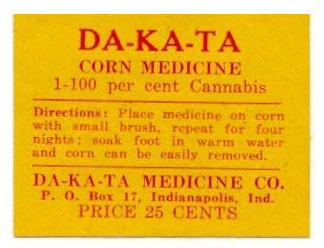 DA-KA-TA
CORN MEDICINE
1-100 per cent Cannabis
Directions: Place medicine on corn
with small brush, repeat for four
nights; soak foot in warm water
and corn can be easily removed.
DA-KA-TA MEDICINE CO.
P. O. Box 17, Indianapolis, Ind.
PRICE 25 CENTS